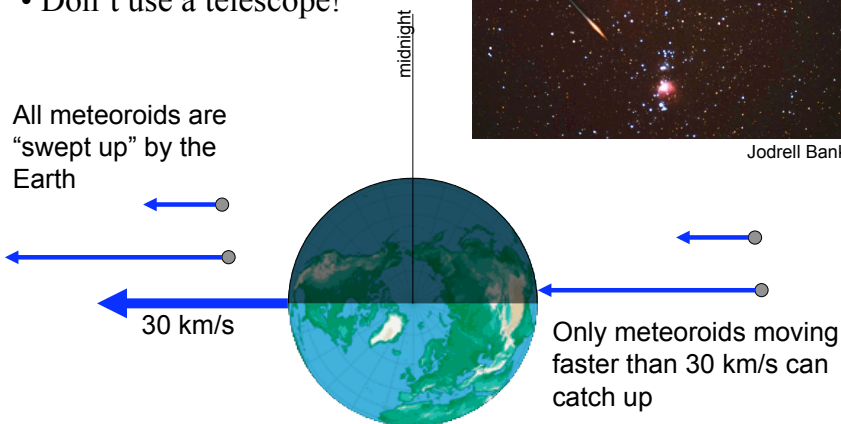 • Don't use a telescope!
midnight
Jodrell Bank
All meteoroids are
“swept up” by the
Earth
30 km/s
Only meteoroids moving
faster than 30 km/s can
catch up